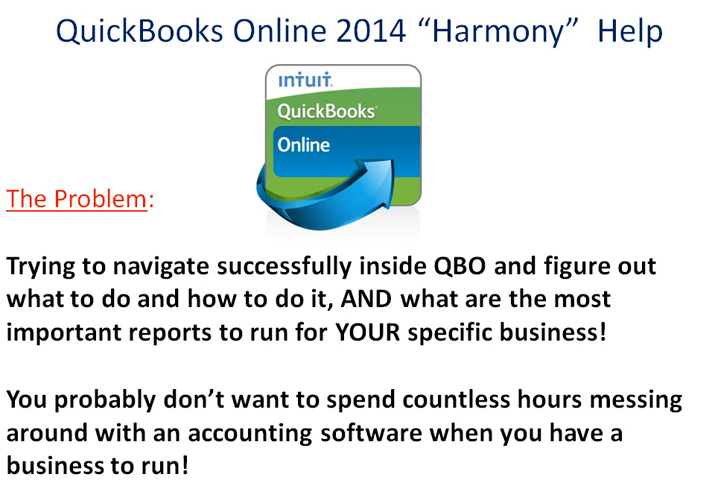 QuickBooks Online 2014 “Harmony”  Help
intuit.
QuickBooks
Online
The Problem:
Trying to navigate successfully inside QBO and figure out
what to do and how to do it, AND what are the most
important reports to run for YOUR specific business!
You probably don’t want to spend countless hours messing
around with an accounting software when you have a
business to run!